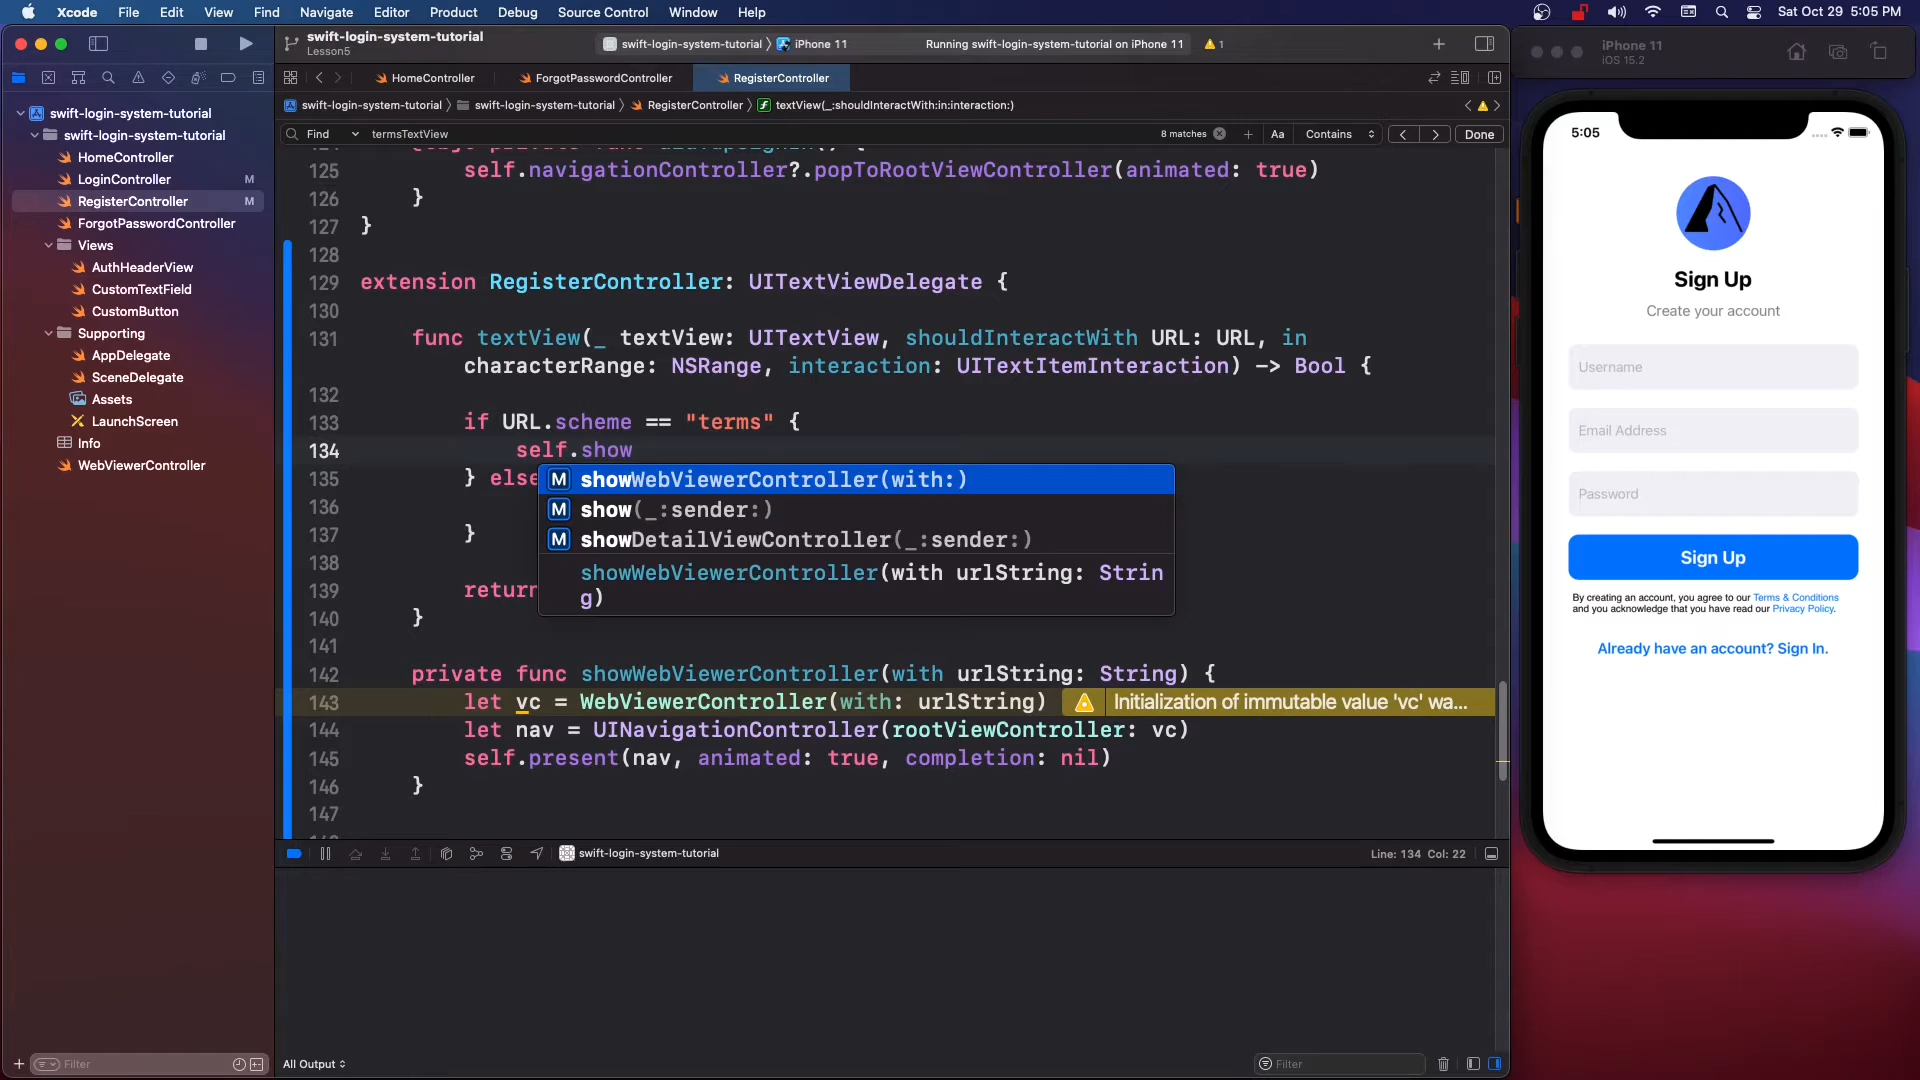 Xcode File Edit View Find Navigate Editor Product Debug Source Control Window Help
Sat Oct 29 5:05 PM
swift-login-system-tutorial
Lesson5
swift-login-system-tutorial
iPhone 11
Running swift-login-system-tutorial on iPhone 11
1
HomeController
ForgotPasswordController
RegisterController
swift-login-system-tutorial
swift-login-system-tutorial
RegisterController
textView(_:shouldInteractWith:in:interaction:)
Find
termsTextView
8 matches
Aa
Contains
Done
swift-login-system-tutorial
swift-login-system-tutorial
HomeController
LoginController M
RegisterController M
ForgotPasswordController
Views
AuthHeaderView
CustomTextField
CustomButton
Supporting
AppDelegate
SceneDelegate
Assets
LaunchScreen
Info
WebViewerController
Filter
125 self.navigationController?.popToRootViewController(animated: true)
126 }
127 }
128
129 extension RegisterController: UITextViewDelegate {
130
131 func textView(_ textView: UITextView, shouldInteractWith URL: URL, in
characterRange: NSRange, interaction: UITextItemInteraction) -> Bool {
132
133 if URL.scheme == "terms" {
134 self.show
135 } else
136
137 }
138
139 return
140 }
141
142 private func showWebViewerController(with urlString: String) {
143 let vc = WebViewerController(with: urlString)
Initialization of immutable value 'vc' wa...
144 let nav = UINavigationController(rootViewController: vc)
145 self.present(nav, animated: true, completion: nil)
146 }
147
M showWebViewerController(with:)
M show(_:sender:)
M showDetailViewController(_:sender:)
showWebViewerController(with urlString: Strin
g)
swift-login-system-tutorial
Line: 134 Col: 22
All Output
Filter
iPhone 11
iOS 15.2
5:05
Sign Up
Create your account
Username
Email Address
Password
Sign Up
By creating an account, you agree to our Terms & Conditions
and you acknowledge that you have read our Privacy Policy.
Already have an account? Sign In.